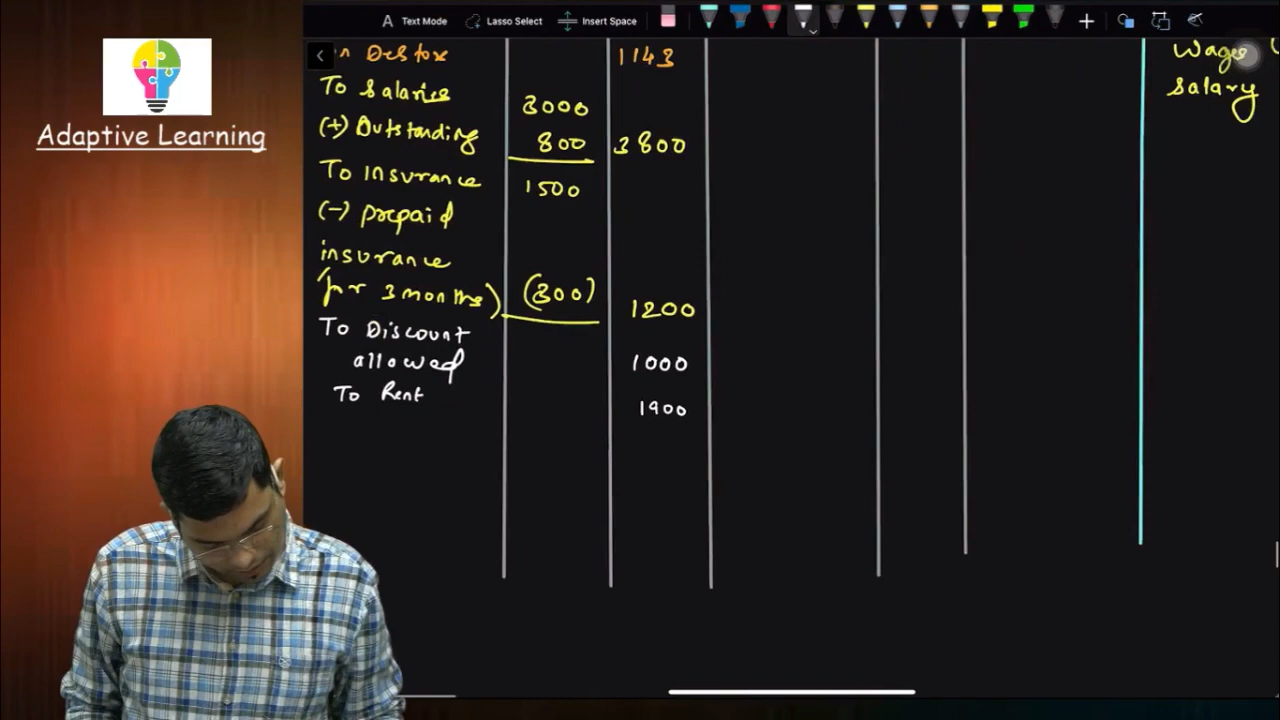 Text Mode
Lasso Select
Insert Space
Adaptive Learning
Debtor 1143
To Salaries 3000
(+) Outstanding 800 3800
To Insurance 1500
(-) prepaid
insurance
for 3 months) (300) 1200
To Discount
allowed 1000
To Rent 1900
Wages
Salary